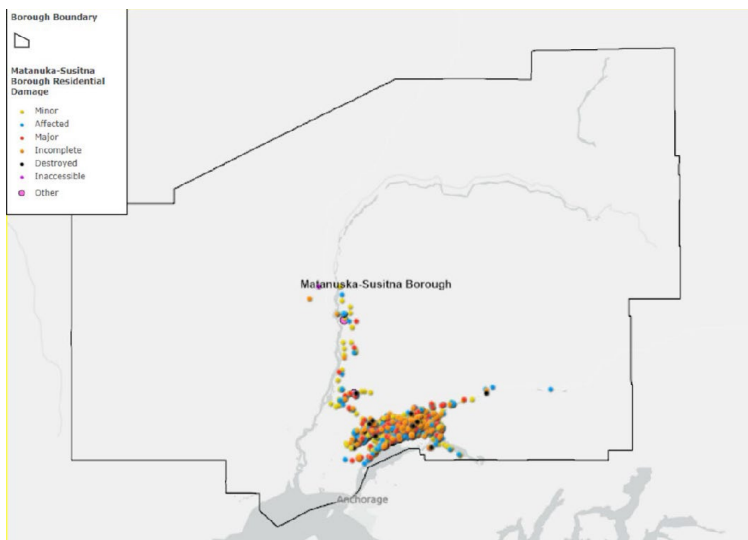 Borough Boundary
Matanuka-Susitna
Borough Residential
Damage
Minor
Affected
Major
Incomplete
Destroyed
Inaccessible
Other
Matanuska-Susitna Borough
Anchorage